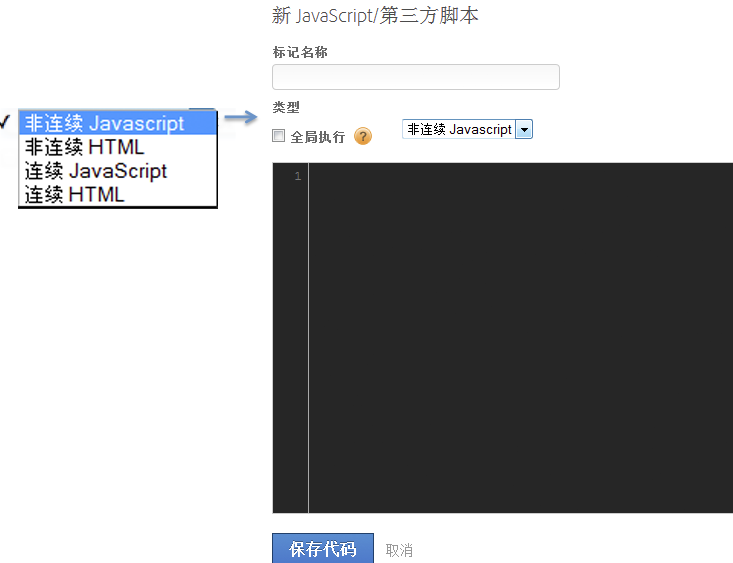 新 JavaScript/第三方脚本
标记名称
类型
全局执行 ?
非连续 Javascript
非连续 Javascript
非连续 HTML
连续 JavaScript
连续 HTML
1
保存代码 取消